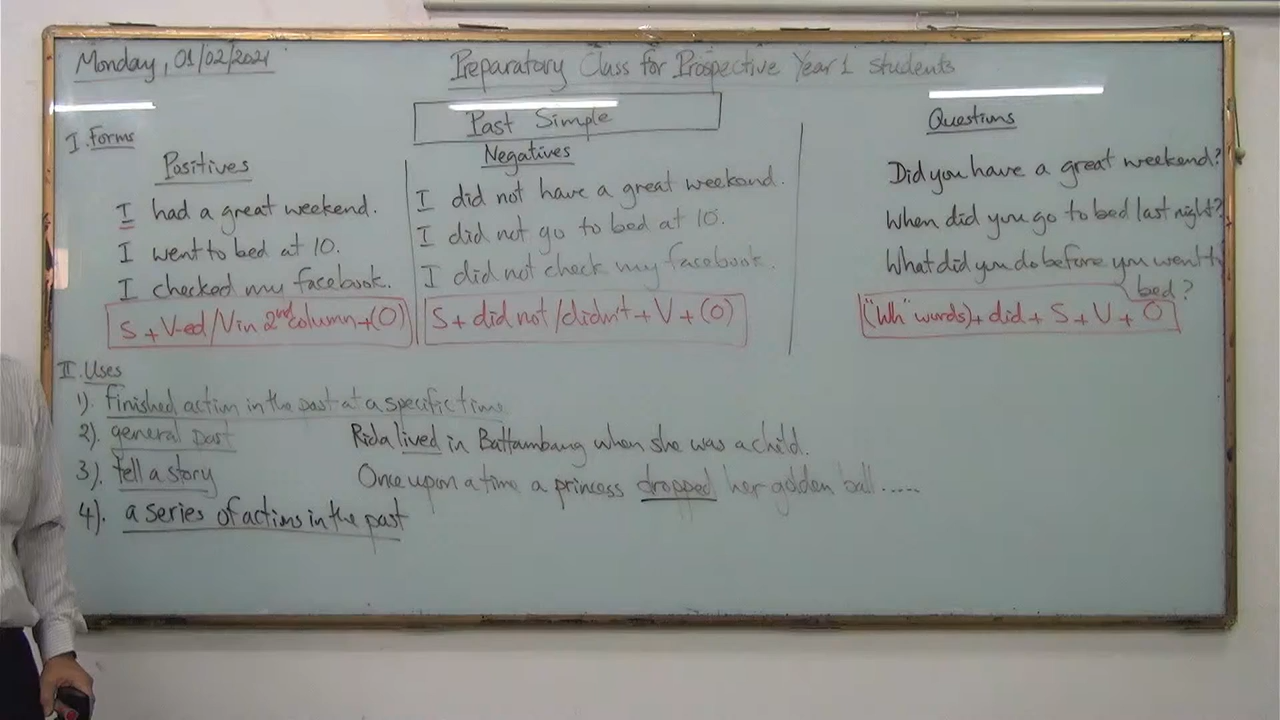 Monday, 01/02/2021
Preparatory Class for Prospective Year 1 students
Past Simple
I. Forms
Positives
I had a great weekend.
I went to bed at 10.
I checked my facebook.
S + V-ed/V in 2nd column + (O)
Negatives
I did not have a great weekend.
I did not go to bed at 10.
I did not check my facebook.
S + did not/didn't + V + (O)
Questions
Did you have a great weekend?
When did you go to bed last night?
What did you do before you went to
bed?
("Wh" words) + did + S + V + O
II. Uses
1). Finished action in the past at a specific time
2). general past Rida lived in Battambang when she was a child.
3). tell a story Once upon a time a princess dropped her golden ball......
4). a series of actions in the past